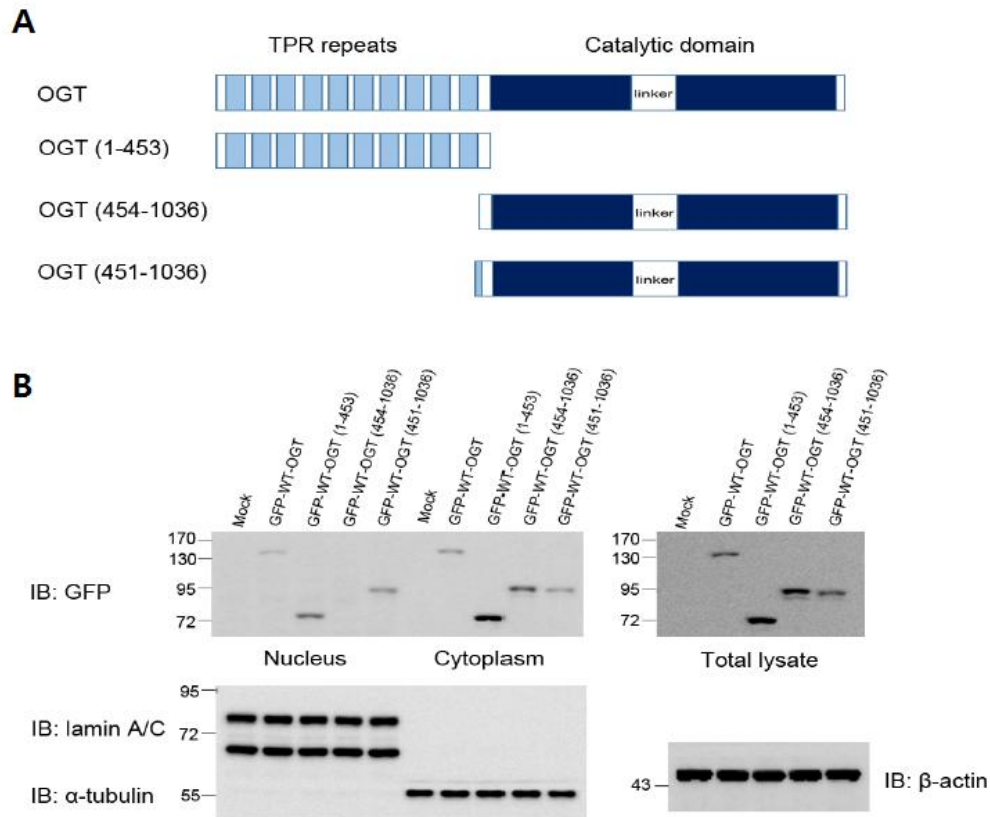 A
TPR repeats Catalytic domain
OGT linker
OGT (1-453)
OGT (454-1036) linker
OGT (451-1036) linker
B
Mock GFP-WT-OGT GFP-WT-OGT (1-453) GFP-WT-OGT (454-1036) GFP-WT-OGT (451-1036) Mock GFP-WT-OGT GFP-WT-OGT (1-453) GFP-WT-OGT (454-1036) GFP-WT-OGT (451-1036) Mock GFP-WT-OGT GFP-WT-OGT (1-453) GFP-WT-OGT (454-1036) GFP-WT-OGT (451-1036)
170 170
130 130
IB: GFP 95 95
72 72
Nucleus Cytoplasm Total lysate
95
IB: lamin A/C 72
43 IB: β-actin
IB: α-tubulin 55